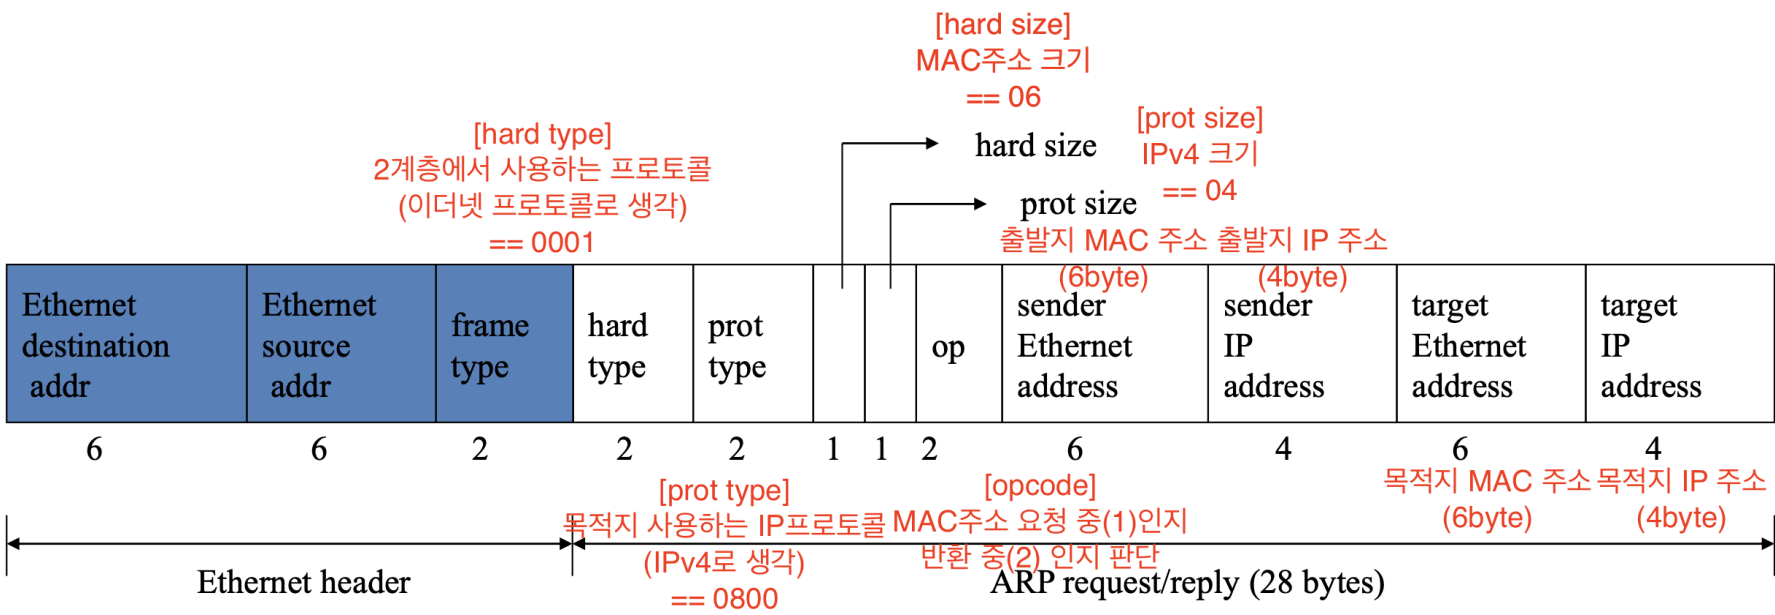 [hard size]
MAC주소 크기
== 06
[hard type]
2계층에서 사용하는 프로토콜
(이더넷 프로토콜로 생각)
== 0001
hard size
[prot size]
IPv4 크기
== 04
prot size
출발지 MAC 주소
(6byte)
출발지 IP 주소
(4byte)
Ethernet
destination
addr
Ethernet
source
addr
frame
type
hard
type
prot
type
op
sender
Ethernet
address
sender
IP
address
target
Ethernet
address
target
IP
address
6
6
2
2
2
1
1
2
6
4
6
4
[prot type]
목적지 사용하는 IP프로토콜
(IPv4로 생각)
== 0800
[opcode]
MAC주소 요청 중(1)인지
반환 중(2) 인지 판단
목적지 MAC 주소
(6byte)
목적지 IP 주소
(4byte)
Ethernet header
ARP request/reply (28 bytes)